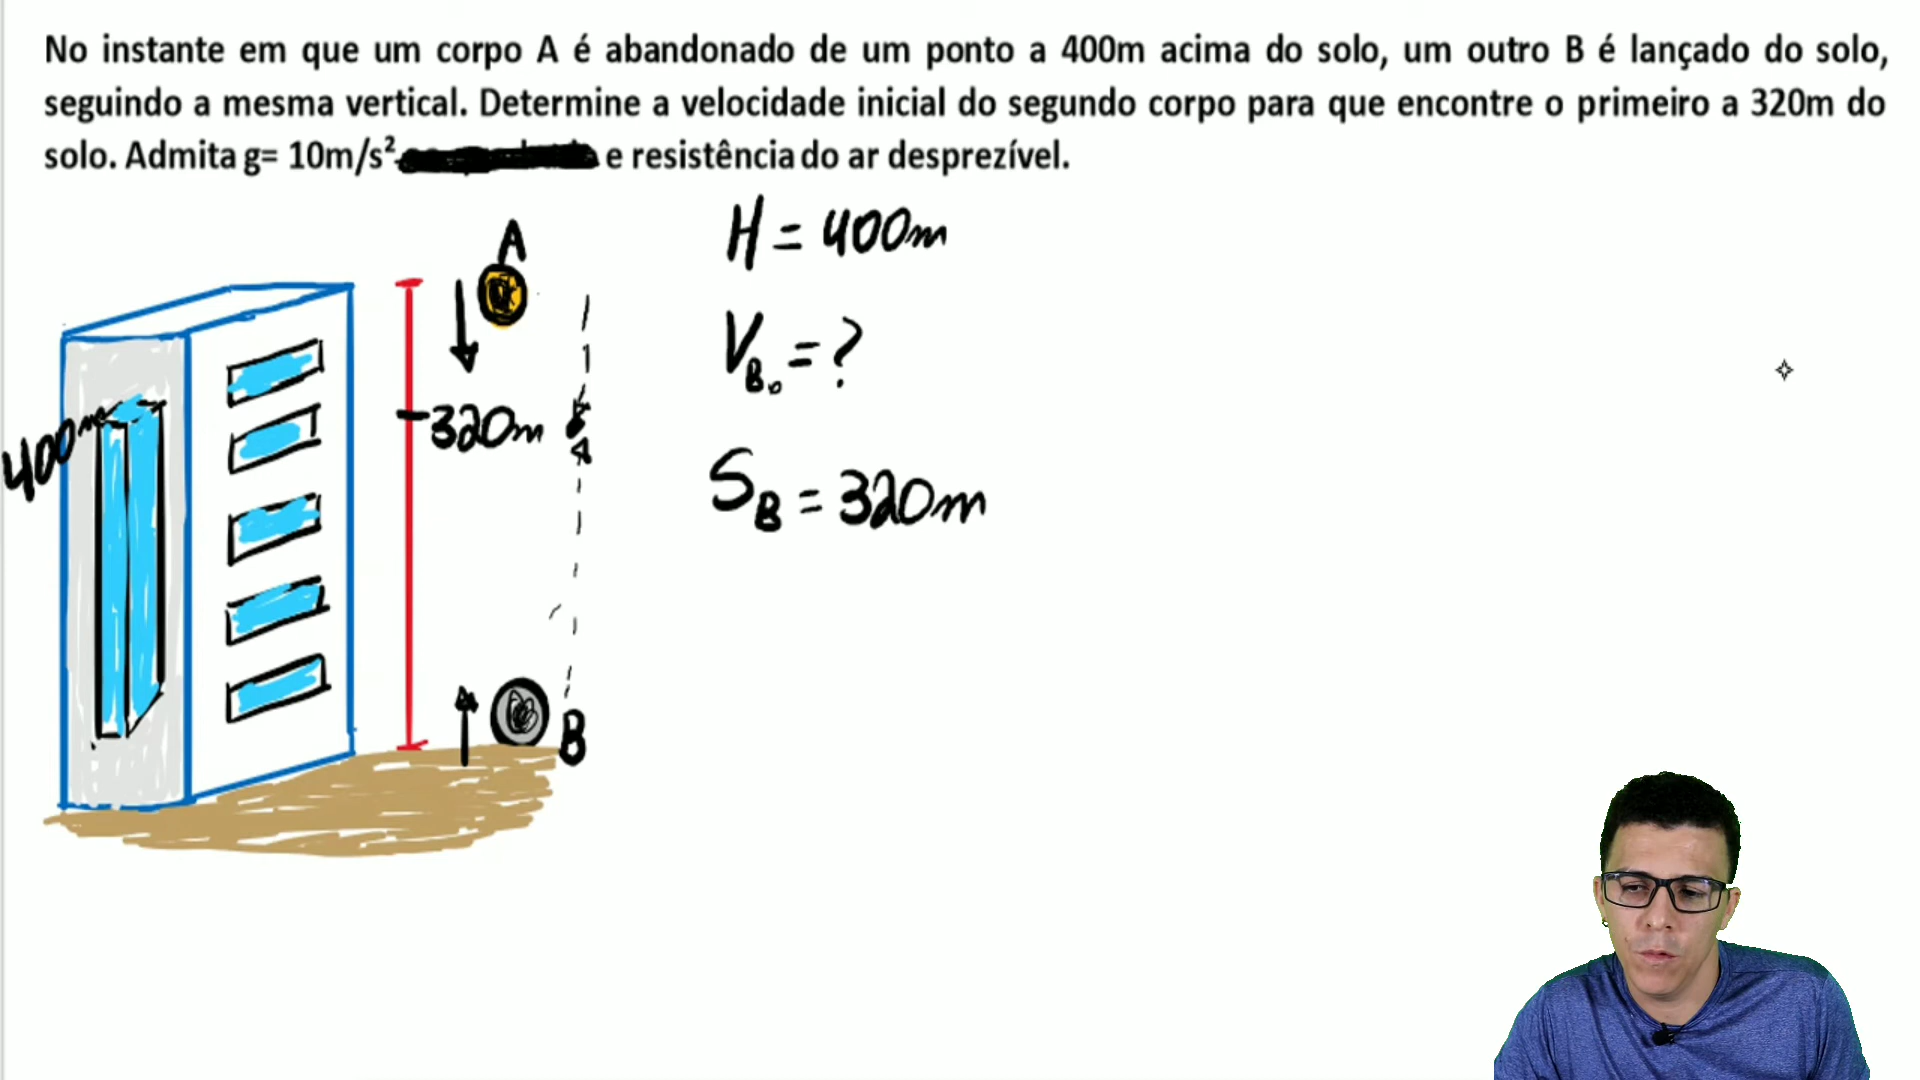 No instante em que um corpo A é abandonado de um ponto a 400m acima do solo, um outro B é lançado do solo,
seguindo a mesma vertical. Determine a velocidade inicial do segundo corpo para que encontre o primeiro a 320m do
solo. Admita g= 10m/s² e resistência do ar desprezível.
A
H = 400m
V_B₀ = ?
400m
320m
S_B = 320m
B